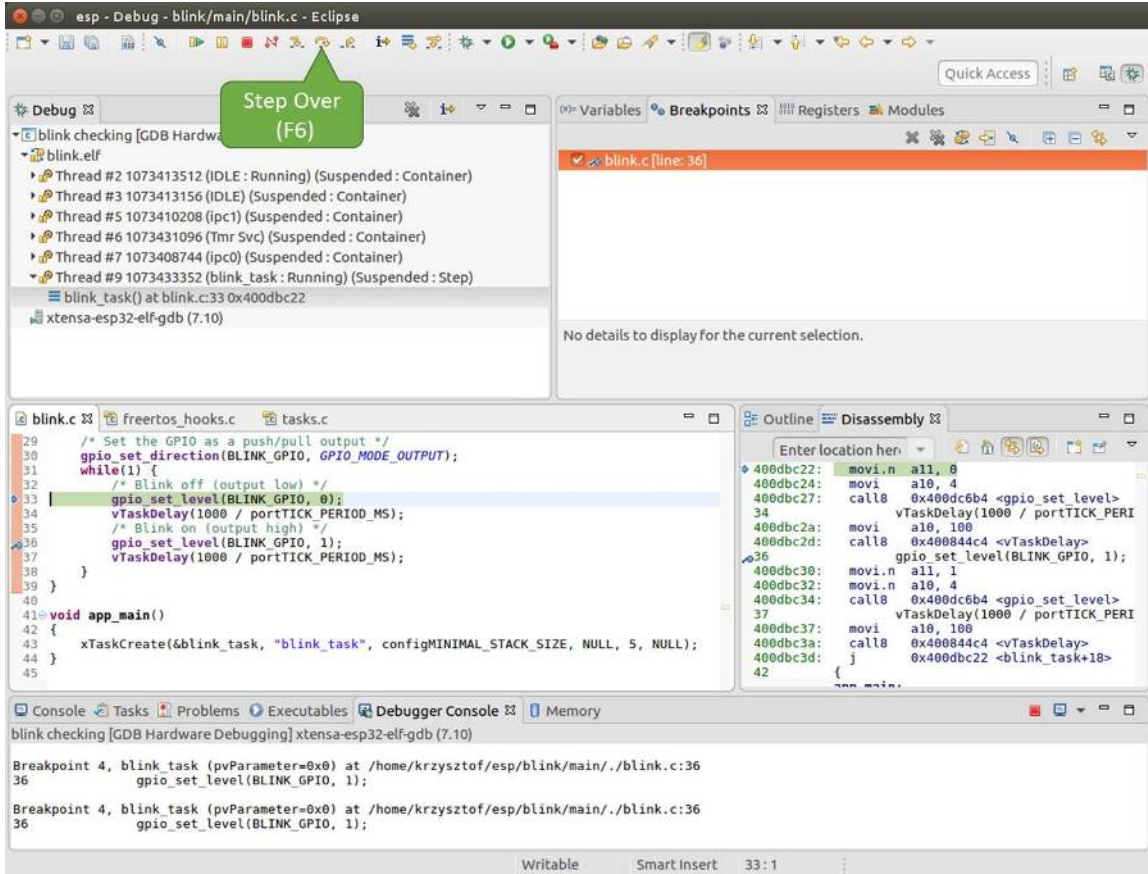 esp - Debug - blink/main/blink.c - Eclipse
Quick Access
Step Over
(F6)
Debug
blink checking [GDB Hardwa
blink.elf
Thread #2 1073413512 (IDLE : Running) (Suspended : Container)
Thread #3 1073413156 (IDLE) (Suspended : Container)
Thread #5 1073410208 (ipc1) (Suspended : Container)
Thread #6 1073431096 (Tmr Svc) (Suspended : Container)
Thread #7 1073408744 (ipc0) (Suspended : Container)
Thread #9 1073433352 (blink_task : Running) (Suspended : Step)
blink_task() at blink.c:33 0x400dbc22
xtensa-esp32-elf-gdb (7.10)
(x)= Variables Breakpoints Registers Modules
blink.c [line: 36]
No details to display for the current selection.
blink.c freertos_hooks.c tasks.c
29 /* Set the GPIO as a push/pull output */
30 gpio_set_direction(BLINK_GPIO, GPIO_MODE_OUTPUT);
31 while(1) {
32 /* Blink off (output low) */
33 gpio_set_level(BLINK_GPIO, 0);
34 vTaskDelay(1000 / portTICK_PERIOD_MS);
35 /* Blink on (output high) */
36 gpio_set_level(BLINK_GPIO, 1);
37 vTaskDelay(1000 / portTICK_PERIOD_MS);
38 }
39 }
40
41 void app_main()
42 {
43 xTaskCreate(&blink_task, "blink_task", configMINIMAL_STACK_SIZE, NULL, 5, NULL);
44 }
45
Outline Disassembly
Enter location her
400dbc22: movi.n a11, 0
400dbc24: movi.n a10, 4
400dbc27: call8 0x400dc6b4 <gpio_set_level>
34 vTaskDelay(1000 / portTICK_PERI
400dbc2a: movi a10, 100
400dbc2d: call8 0x400844c4 <vTaskDelay>
36 gpio_set_level(BLINK_GPIO, 1);
400dbc30: movi.n a11, 1
400dbc32: movi.n a10, 4
400dbc34: call8 0x400dc6b4 <gpio_set_level>
37 vTaskDelay(1000 / portTICK_PERI
400dbc37: movi a10, 100
400dbc3a: call8 0x400844c4 <vTaskDelay>
400dbc3d: j 0x400dbc22 <blink_task+18>
42 {
app_main:
Console Tasks Problems Executables Debugger Console Memory
blink checking [GDB Hardware Debugging] xtensa-esp32-elf-gdb (7.10)
Breakpoint 4, blink_task (pvParameter=0x0) at /home/krzysztof/esp/blink/main/./blink.c:36
36 gpio_set_level(BLINK_GPIO, 1);
Breakpoint 4, blink_task (pvParameter=0x0) at /home/krzysztof/esp/blink/main/./blink.c:36
36 gpio_set_level(BLINK_GPIO, 1);
Writable Smart Insert 33 : 1